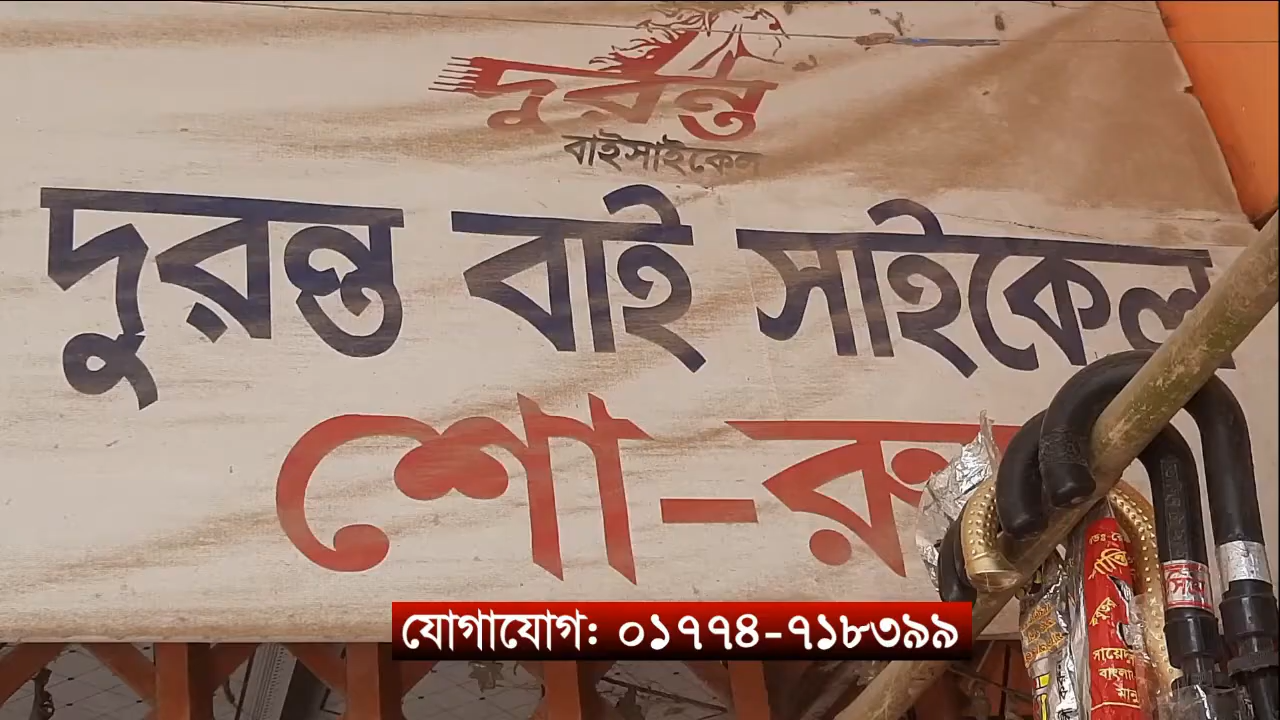 দুরন্ত
বাইসাইকেল
দুরন্ত বাই সাইকেল
শো-রুম
যোগাযোগঃ ০১৭৭৪-৭১৮৩৯৯
সায়েদ
বাংলা